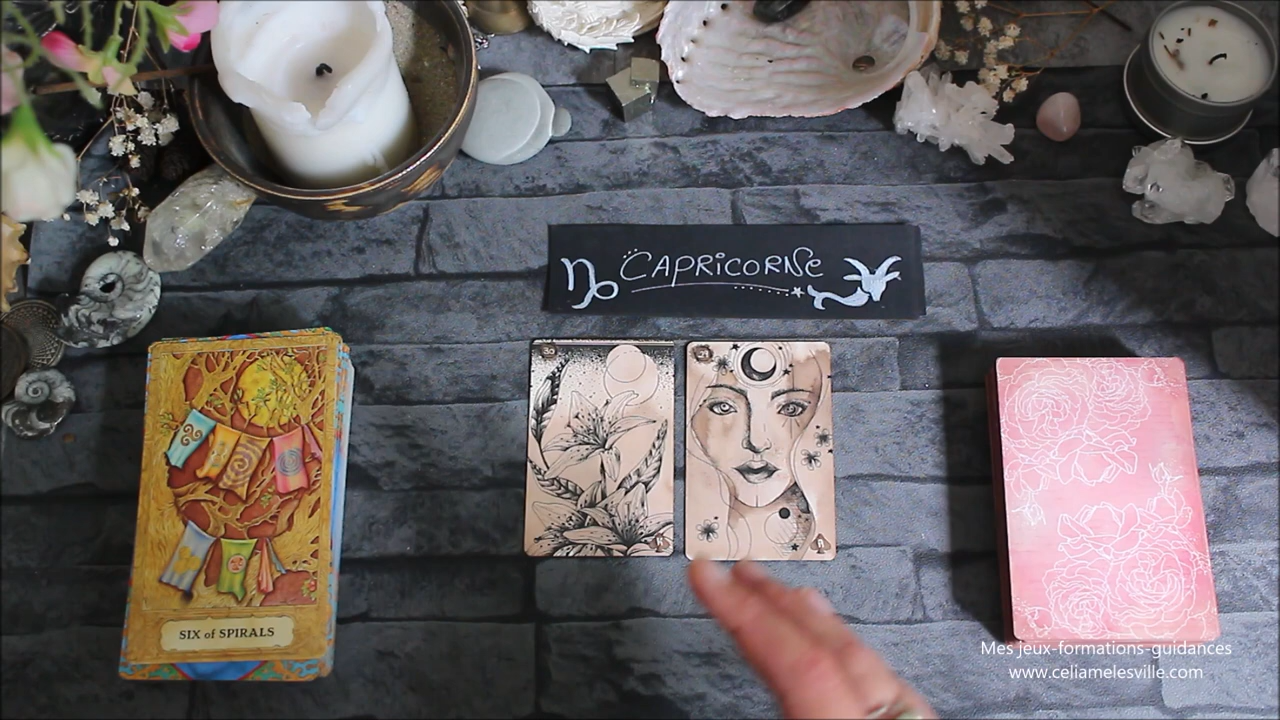 CAPRICORNE
SIX of SPIRALS
Mes jeux-formations-guidances
www.celiamelesville.com